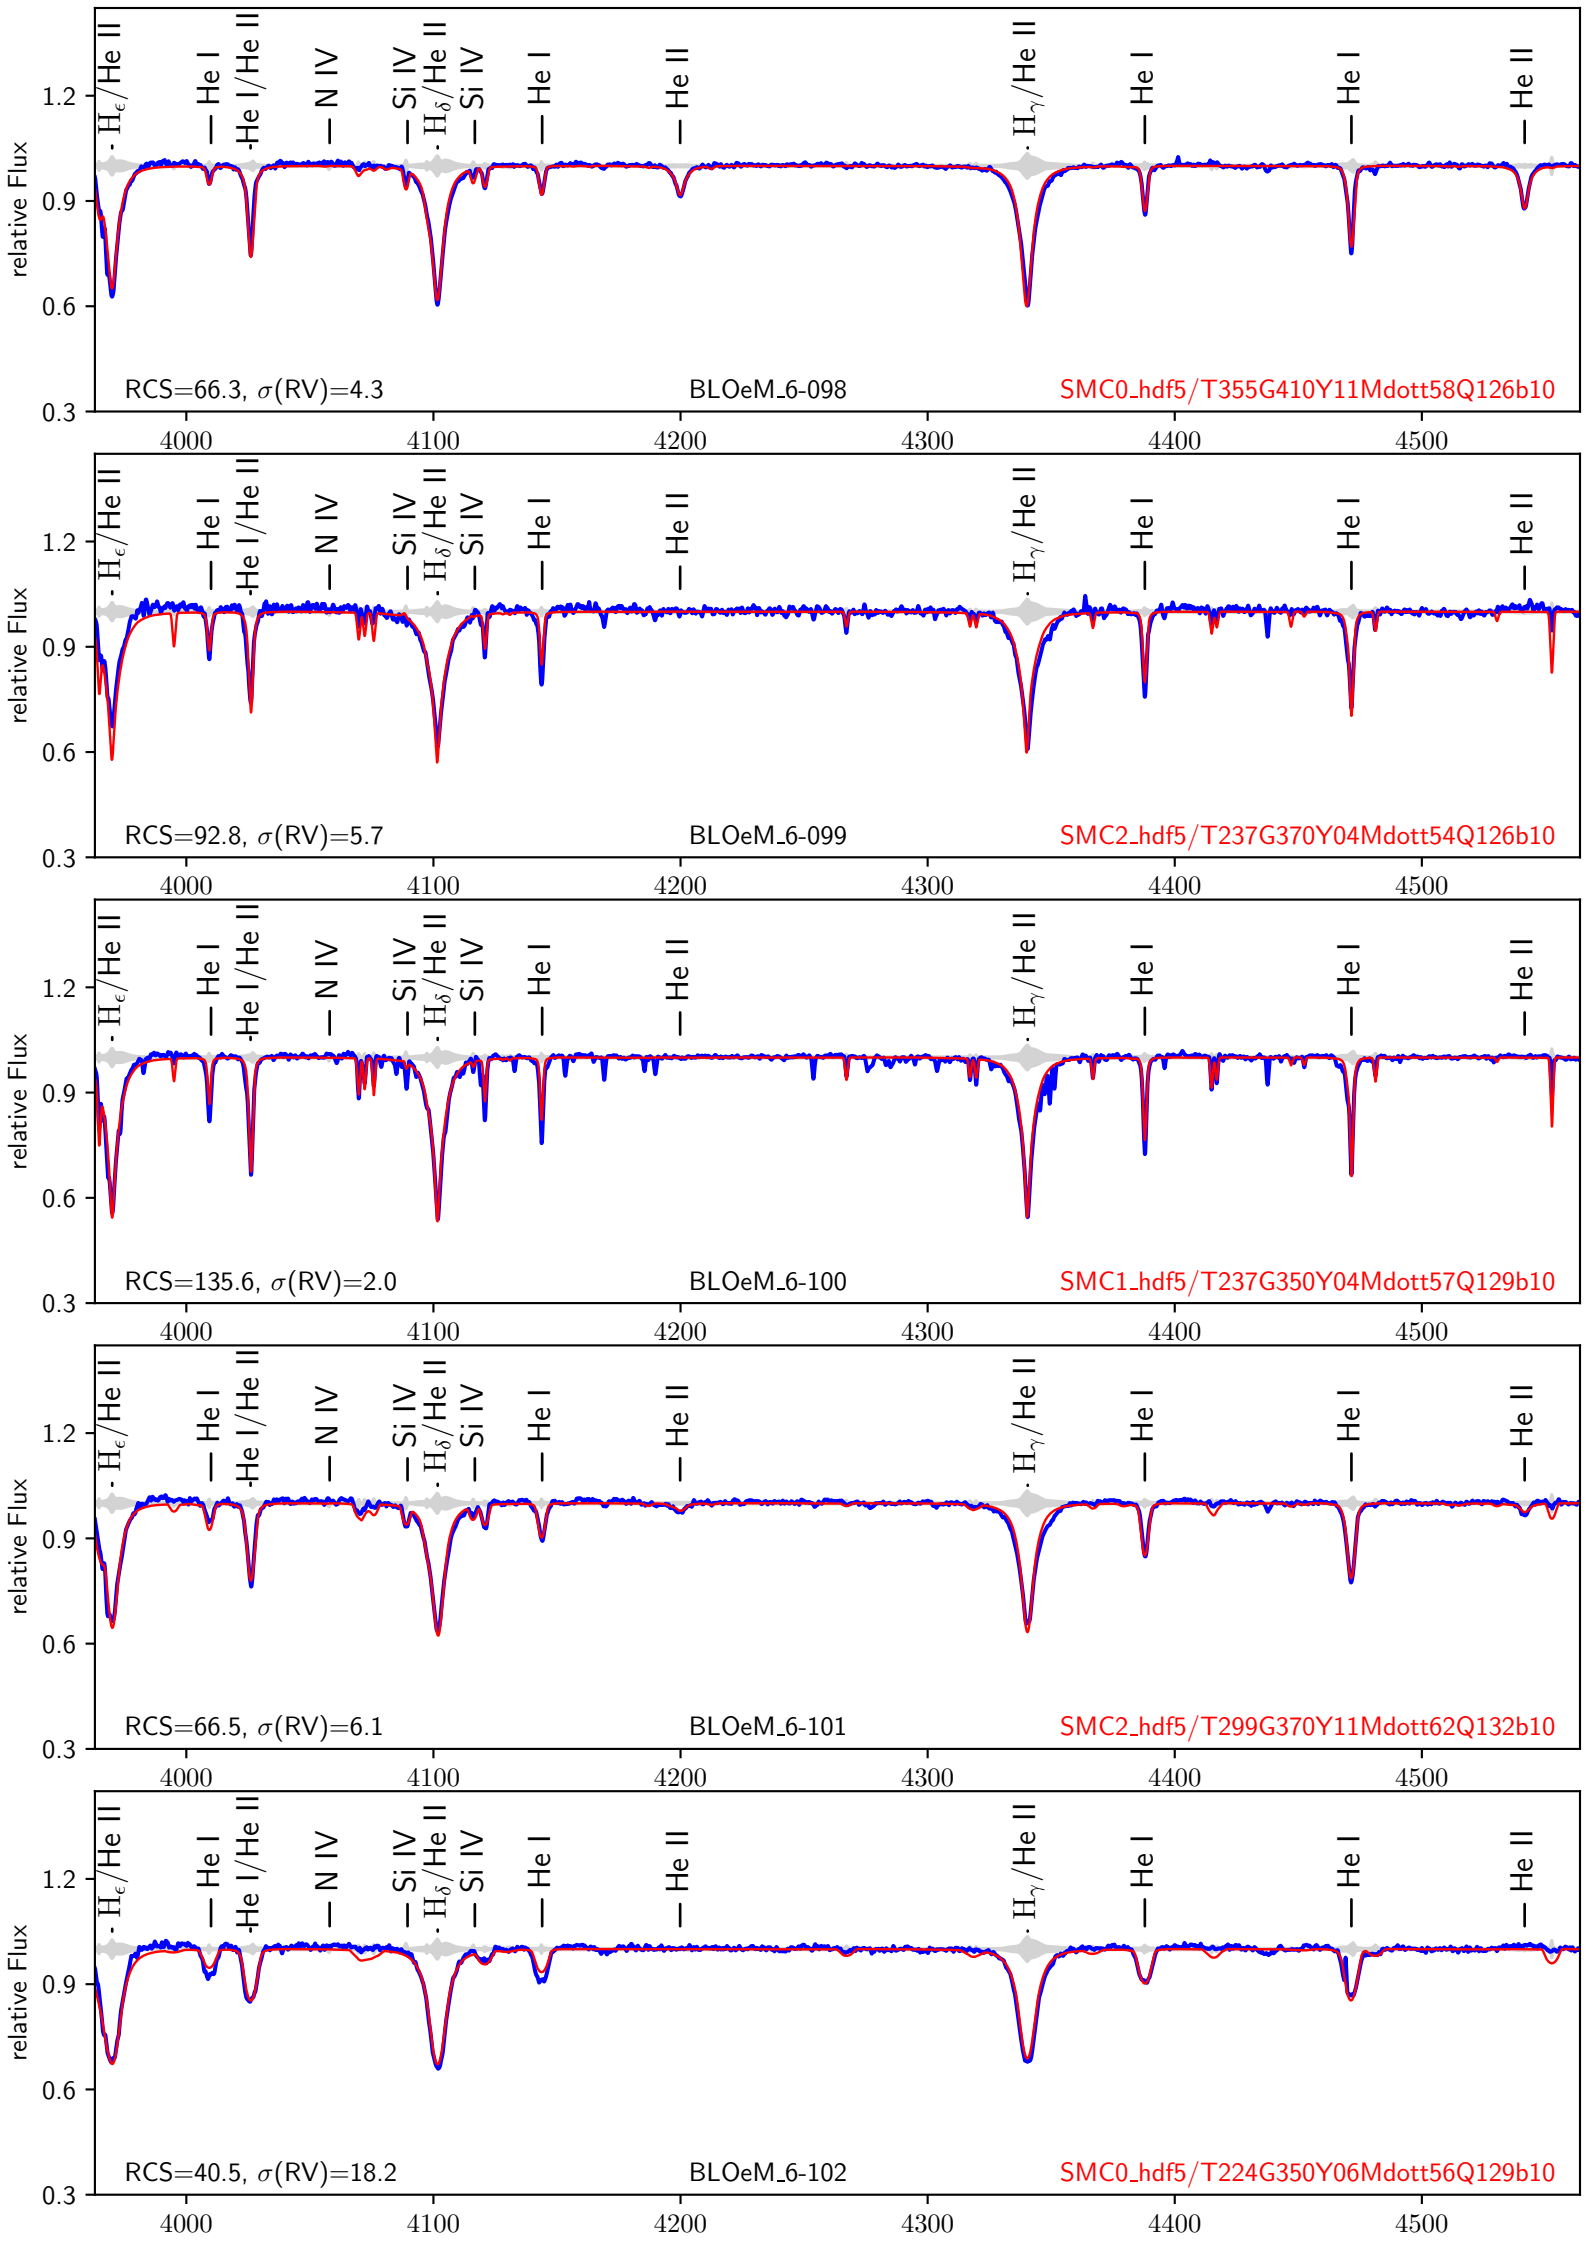 Hϵ/He II
He I
He I/He II
N IV
Si IV
Hδ/He II
Si IV
He I
He II
Hγ/He II
He I
He I
He II
relative Flux
1.2
0.9
0.6
0.3
RCS=66.3, σ(RV)=4.3
BLOeM_6-098
SMC0_hdf5/T355G410Y11Mdott58Q126b10
4000 4100 4200 4300 4400 4500
Hϵ/He II
He I
He I/He II
N IV
Si IV
Hδ/He II
Si IV
He I
He II
Hγ/He II
He I
He I
He II
relative Flux
1.2
0.9
0.6
0.3
RCS=92.8, σ(RV)=5.7
BLOeM_6-099
SMC2_hdf5/T237G370Y04Mdott54Q126b10
4000 4100 4200 4300 4400 4500
Hϵ/He II
He I
He I/He II
N IV
Si IV
Hδ/He II
Si IV
He I
He II
Hγ/He II
He I
He I
He II
relative Flux
1.2
0.9
0.6
0.3
RCS=135.6, σ(RV)=2.0
BLOeM_6-100
SMC1_hdf5/T237G350Y04Mdott57Q129b10
4000 4100 4200 4300 4400 4500
Hϵ/He II
He I
He I/He II
N IV
Si IV
Hδ/He II
Si IV
He I
He II
Hγ/He II
He I
He I
He II
relative Flux
1.2
0.9
0.6
0.3
RCS=66.5, σ(RV)=6.1
BLOeM_6-101
SMC2_hdf5/T299G370Y11Mdott62Q132b10
4000 4100 4200 4300 4400 4500
Hϵ/He II
He I
He I/He II
N IV
Si IV
Hδ/He II
Si IV
He I
He II
Hγ/He II
He I
He I
He II
relative Flux
1.2
0.9
0.6
0.3
RCS=40.5, σ(RV)=18.2
BLOeM_6-102
SMC0_hdf5/T224G350Y06Mdott56Q129b10
4000 4100 4200 4300 4400 4500